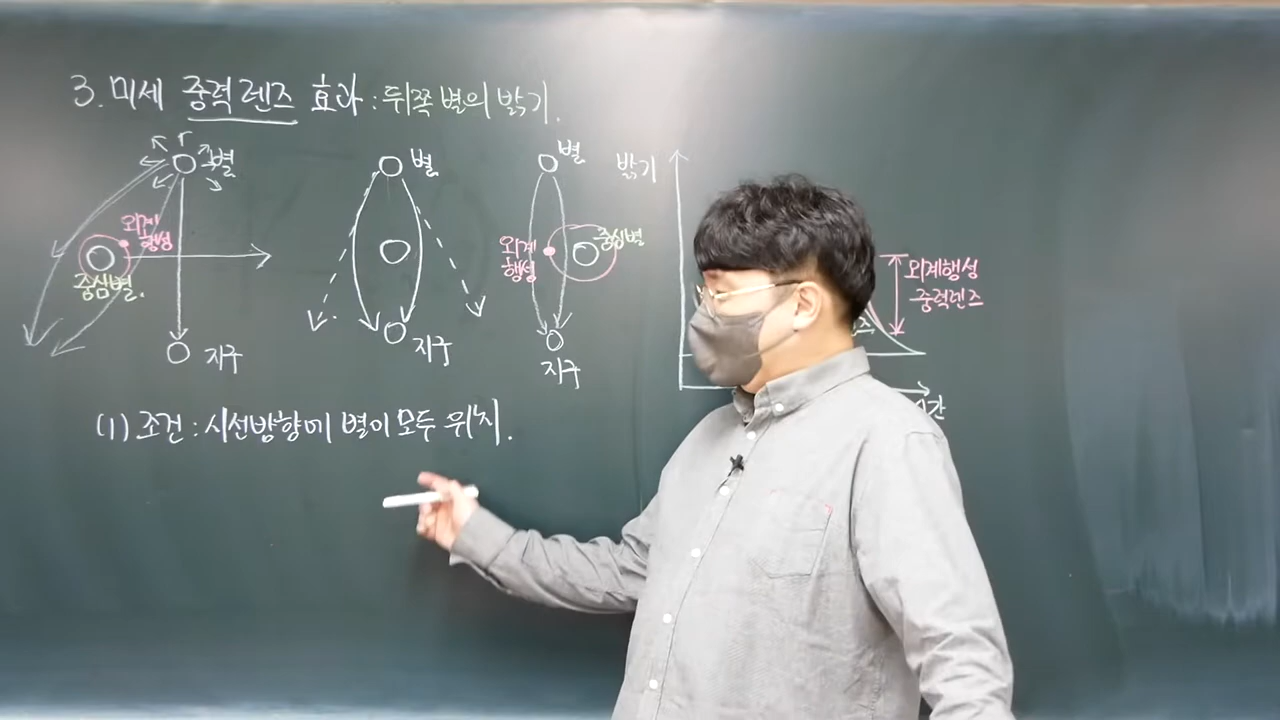 3. 미세 중력렌즈 효과 : 뒤쪽 별의 밝기.
별
외계
행성
중심별.
지구
별
지구
별
외계
행성
중심별
지구
밝기
외계행성
중력렌즈
(1) 조건 : 시선방향에 별이 모두 위치.